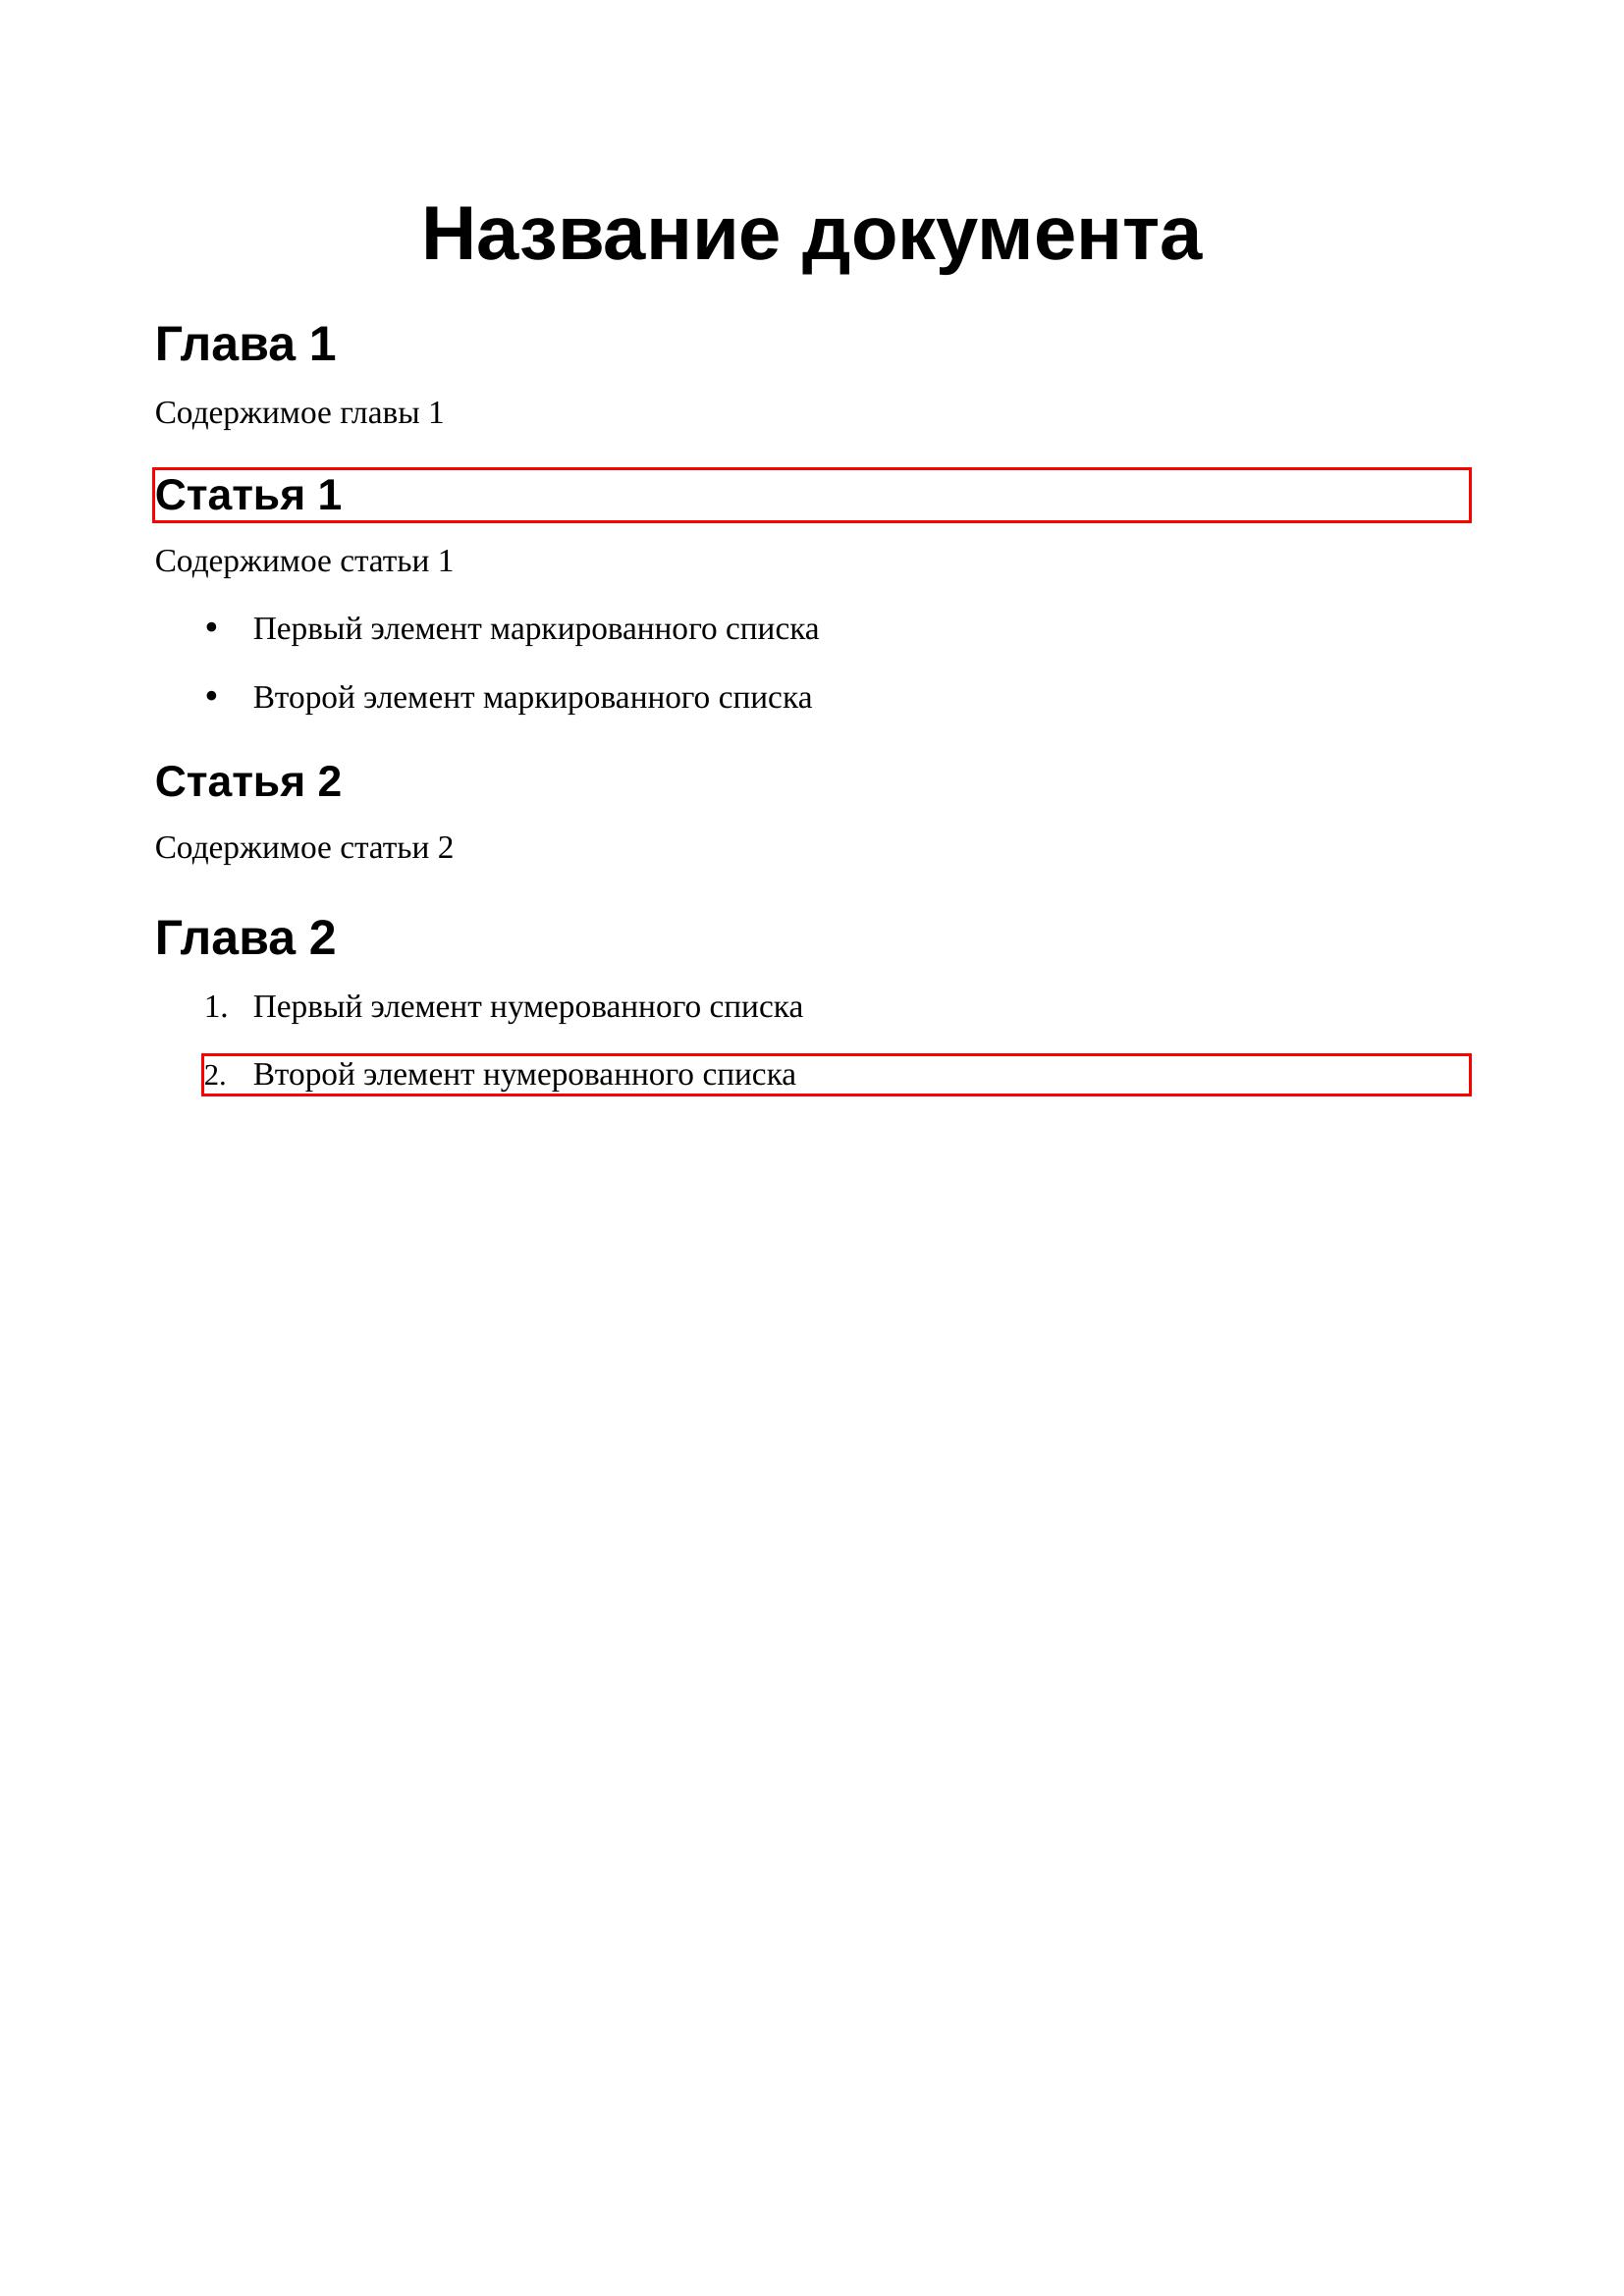 Название документа
Глава 1
Содержимое главы 1
Статья 1
Содержимое статьи 1
• Первый элемент маркированного списка
• Второй элемент маркированного списка
Статья 2
Содержимое статьи 2
Глава 2
1. Первый элемент нумерованного списка
2. Второй элемент нумерованного списка